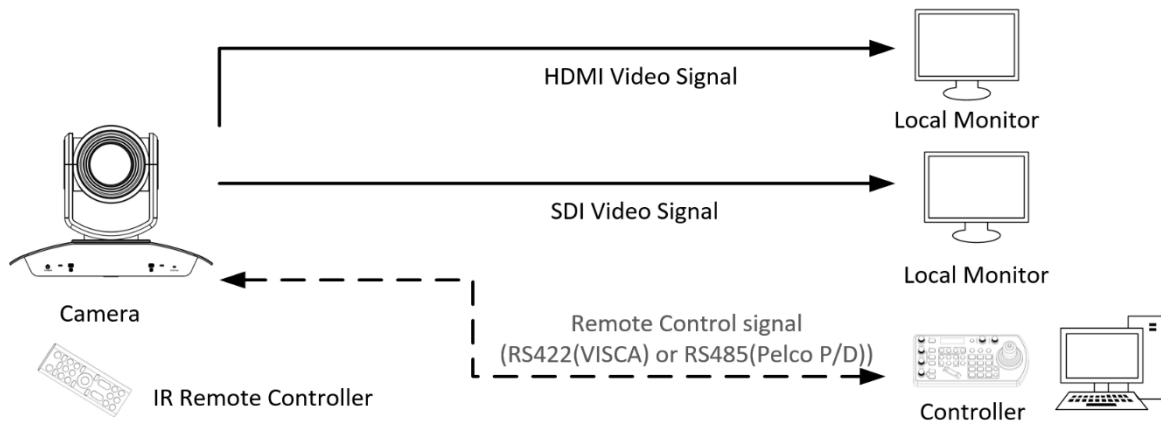 HDMI Video Signal
Local Monitor
SDI Video Signal
Local Monitor
Camera
Remote Control signal
(RS422(VISCA) or RS485(Pelco P/D))
IR Remote Controller
Controller